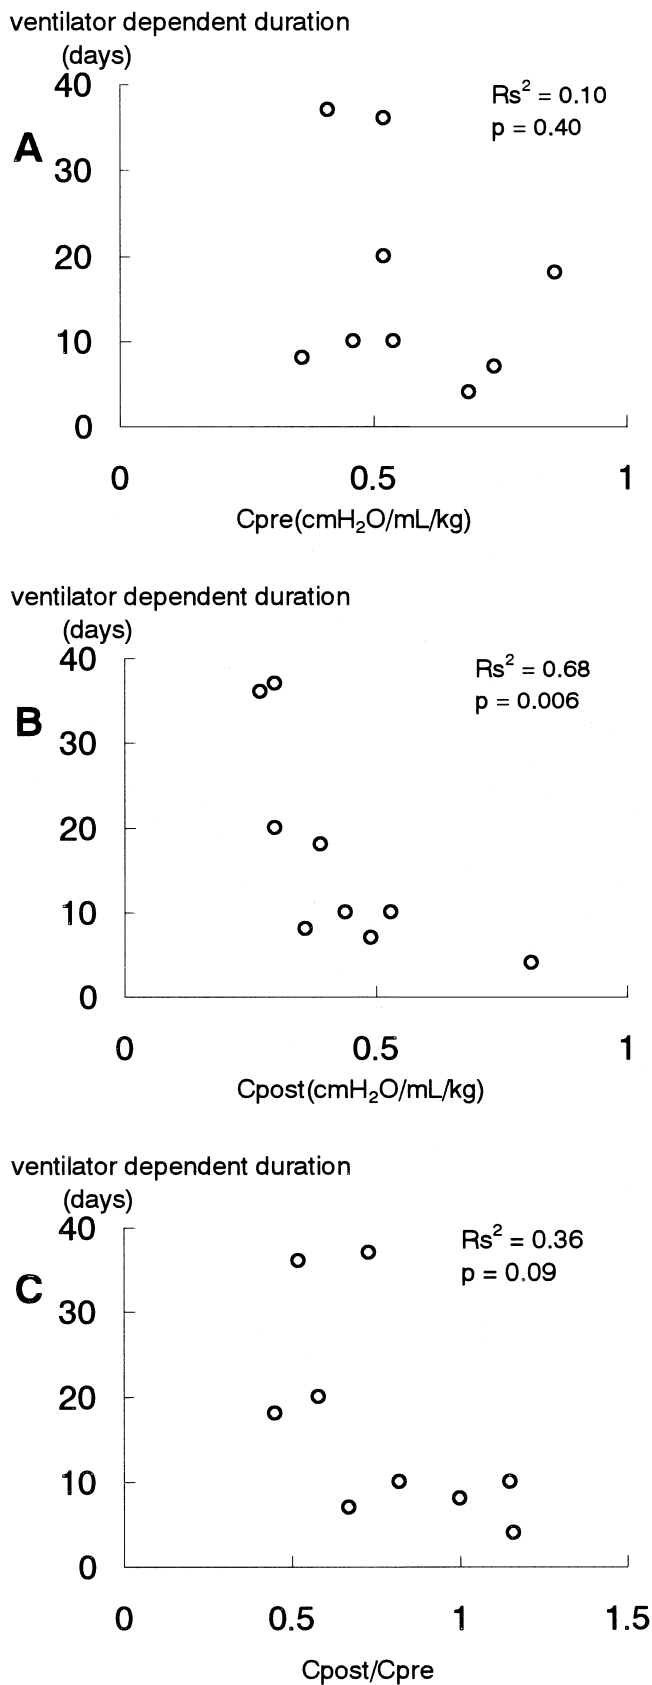 ventilator dependent duration
(days)
40
Rs² = 0.10
p = 0.40
A
30
20
10
0
0 0.5 1
Cpre(cmH₂O/mL/kg)
ventilator dependent duration
(days)
40
Rs² = 0.68
p = 0.006
B
30
20
10
0
0 0.5 1
Cpost(cmH₂O/mL/kg)
ventilator dependent duration
(days)
40
Rs² = 0.36
p = 0.09
C
30
20
10
0
0 0.5 1 1.5
Cpost/Cpre